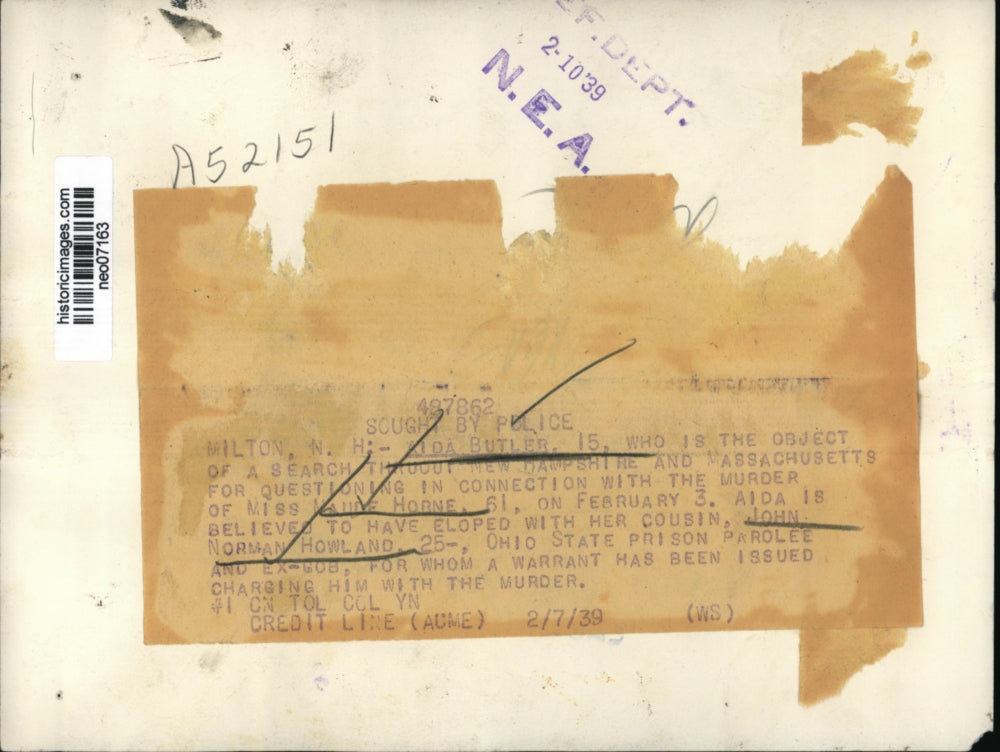 EF. DEPT.
2-10'39
N. E. A.
A52151
historicimages.com
neo07163
487862
SOUGHT BY POLICE
MILTON, N. H:- AIDA BUTLER, 15, WHO IS THE OBJECT
OF A SEARCH THRUOUT NEW HAMPSHIRE AND MASSACHUSETTS
FOR QUESTIONING IN CONNECTION WITH THE MURDER
OF MISS MAUDE HORNE, 61, ON FEBRUARY 3. AIDA IS
BELIEVED TO HAVE ELOPED WITH HER COUSIN, JOHN
NORMAN HOWLAND, 25-, OHIO STATE PRISON PAROLEE
AND EX-GOB, FOR WHOM A WARRANT HAS BEEN ISSUED
CHARGING HIM WITH THE MURDER.
#1 CN TOL COL YN
CREDIT LINE (ACME) 2/7/39 (WS)